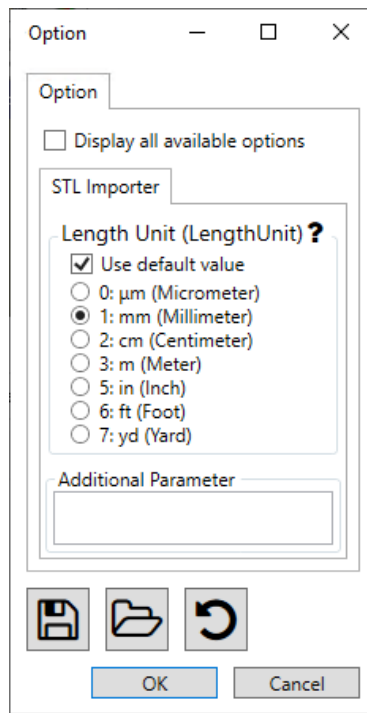 Option
Option
Display all available options
STL Importer
Length Unit (LengthUnit) ?
Use default value
0: µm (Micrometer)
1: mm (Millimeter)
2: cm (Centimeter)
3: m (Meter)
5: in (Inch)
6: ft (Foot)
7: yd (Yard)
Additional Parameter
OK Cancel